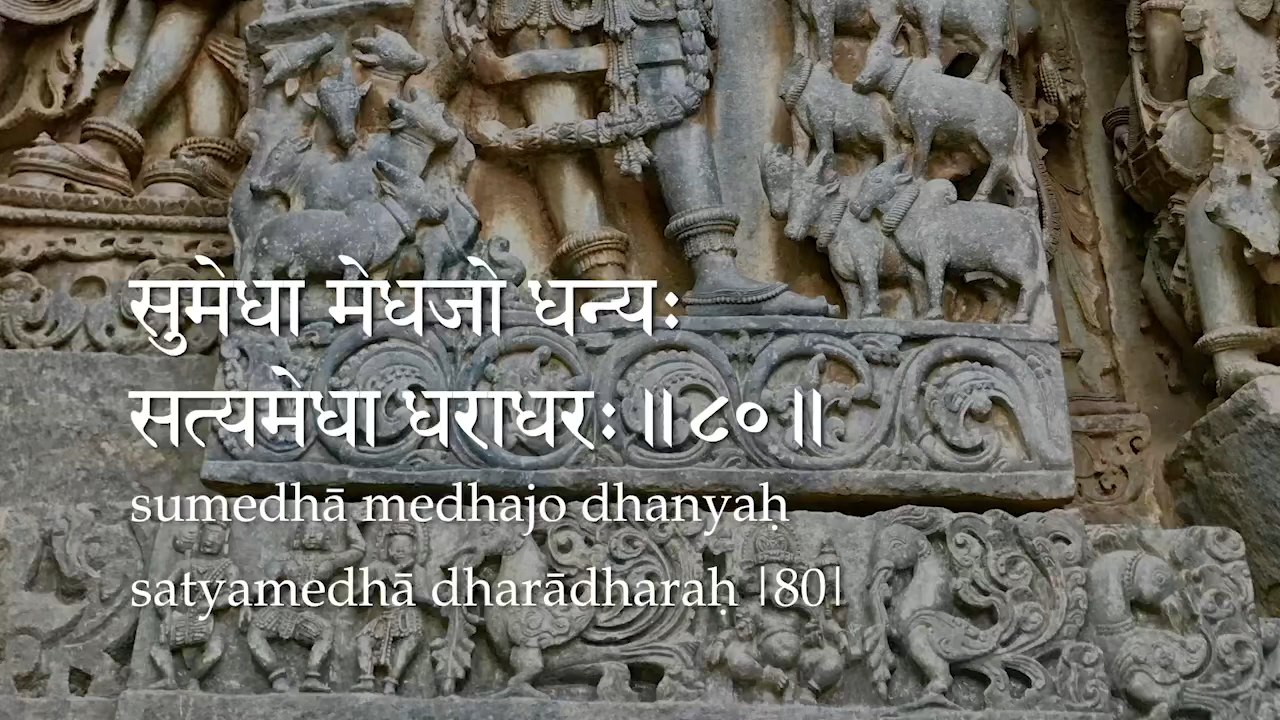 सुमेधा मेधजो धन्यः
सत्यमेधा धराधरः॥८०॥
sumedhā medhajo dhanyaḥ
satyamedhā dharādharaḥ |80|